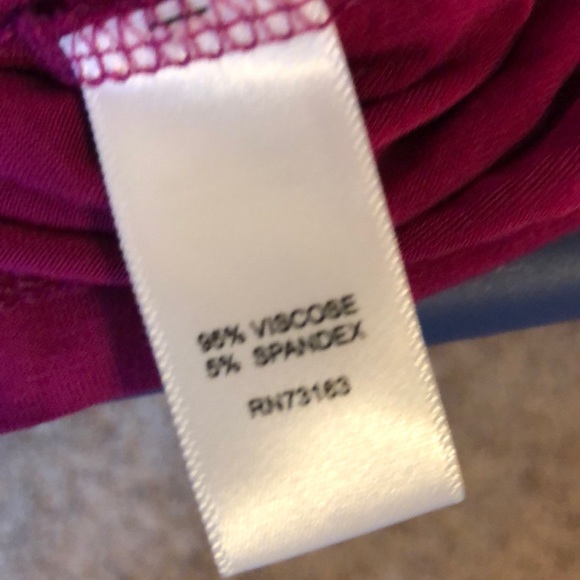 95% VISCOSE
5% SPANDEX
RN73163